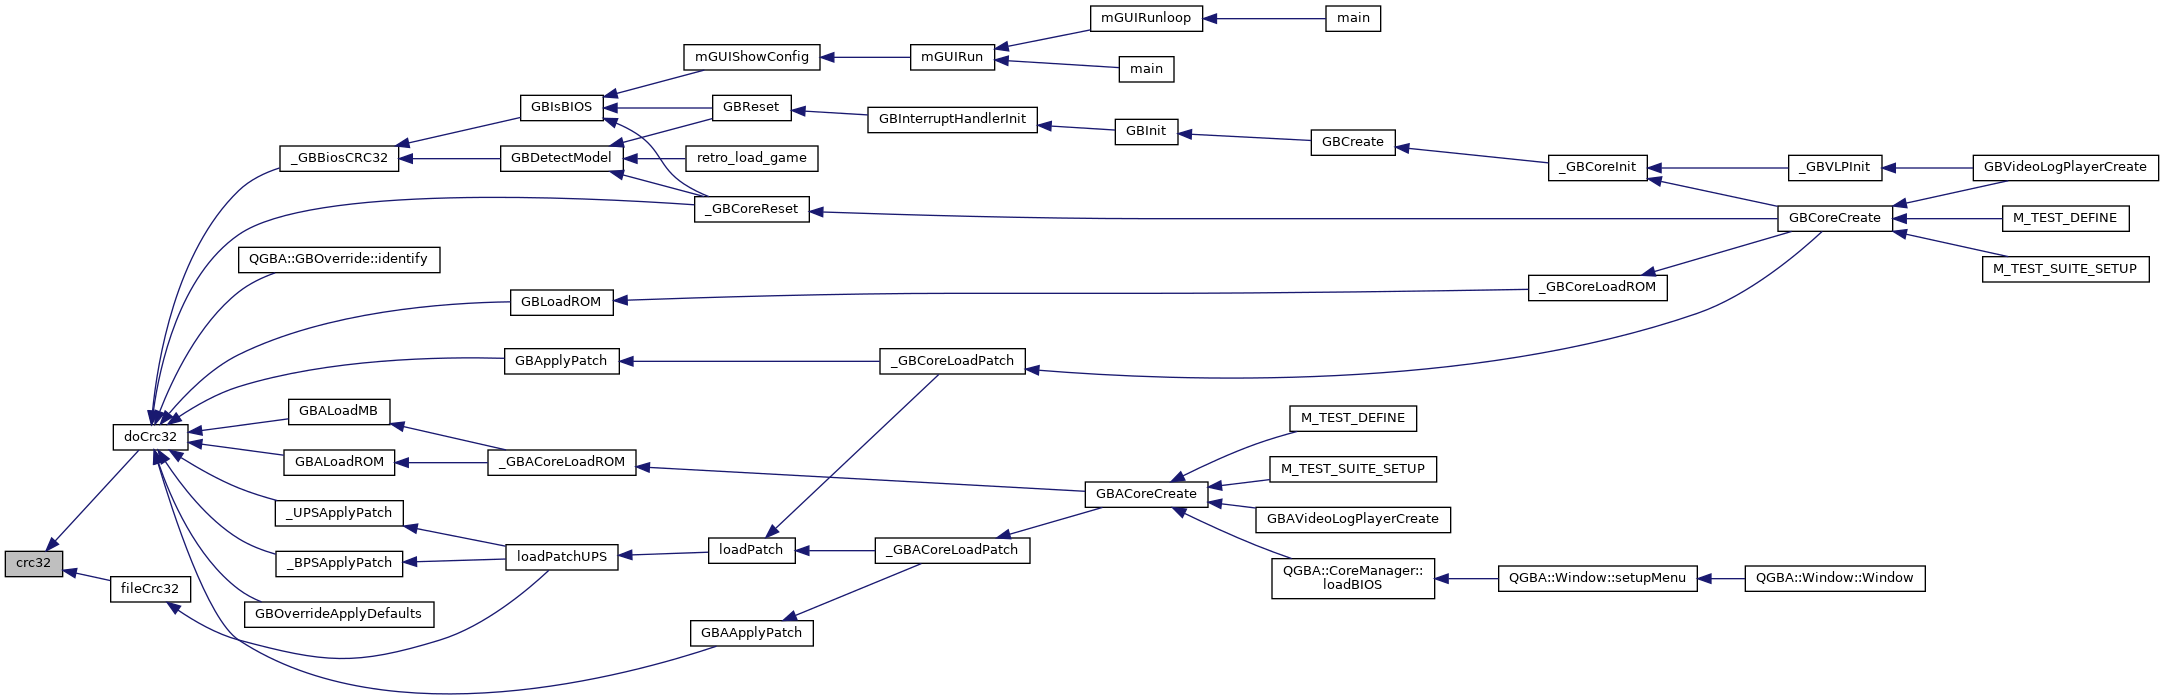 mGUIRunloop
main
mGUIShowConfig
mGUIRun
main
GBIsBIOS
GBReset
GBInterruptHandlerInit
GBInit
GBCreate
_GBBiosCRC32
GBDetectModel
retro_load_game
_GBCoreInit
_GBVLPInit
GBVideoLogPlayerCreate
_GBCoreReset
GBCoreCreate
M_TEST_DEFINE
QGBA::GBOverride::identify
M_TEST_SUITE_SETUP
GBLoadROM
_GBCoreLoadROM
GBApplyPatch
_GBCoreLoadPatch
GBALoadMB
M_TEST_DEFINE
doCrc32
GBALoadROM
_GBACoreLoadROM
M_TEST_SUITE_SETUP
GBACoreCreate
_UPSApplyPatch
GBAVideoLogPlayerCreate
crc32
_BPSApplyPatch
loadPatchUPS
loadPatch
_GBACoreLoadPatch
QGBA::CoreManager::
loadBIOS
QGBA::Window::setupMenu
QGBA::Window::Window
fileCrc32
GBOverrideApplyDefaults
GBAApplyPatch